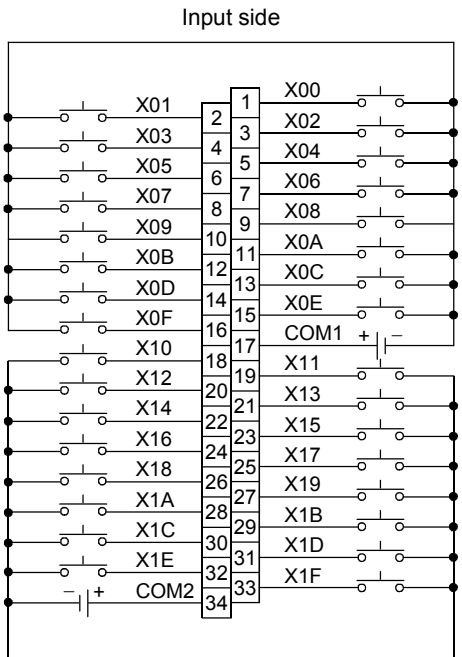 Input side
X00
1
X01
2
X02
3
X03
4
X04
5
X05
6
X06
7
X07
8
X08
9
X09
10
X0A
11
X0B
12
X0C
13
X0D
14
X0E
15
X0F
16
COM1 + −
17
X10
18
X11
19
X12
20
X13
21
X14
22
X15
23
X16
24
X17
25
X18
26
X19
27
X1A
28
X1B
29
X1C
30
X1D
31
X1E
32
X1F
33
− + COM2
34